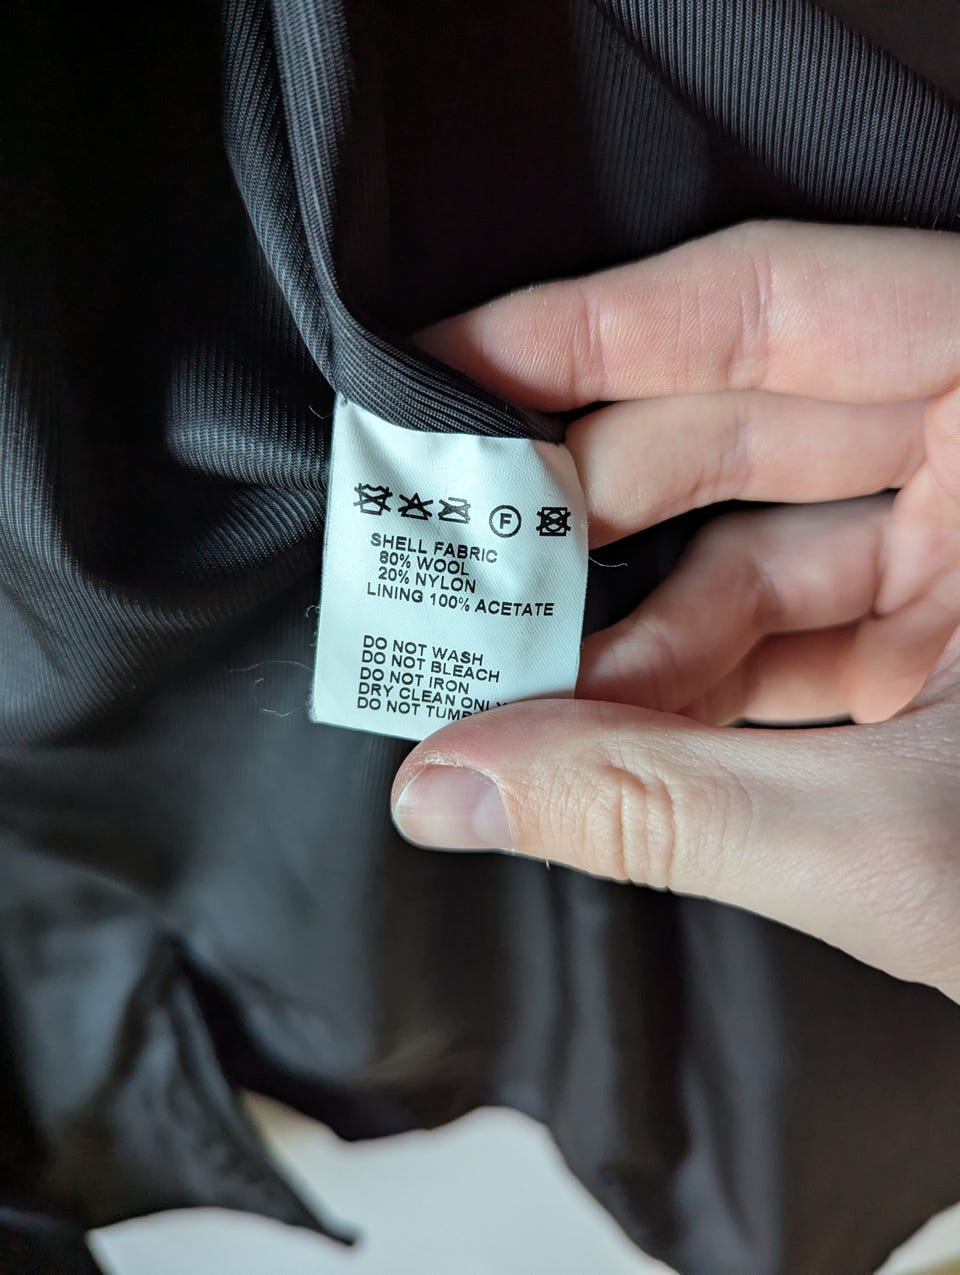 F
SHELL FABRIC
80% WOOL
20% NYLON
LINING 100% ACETATE
DO NOT WASH
DO NOT BLEACH
DO NOT IRON
DRY CLEAN ONLY
DO NOT